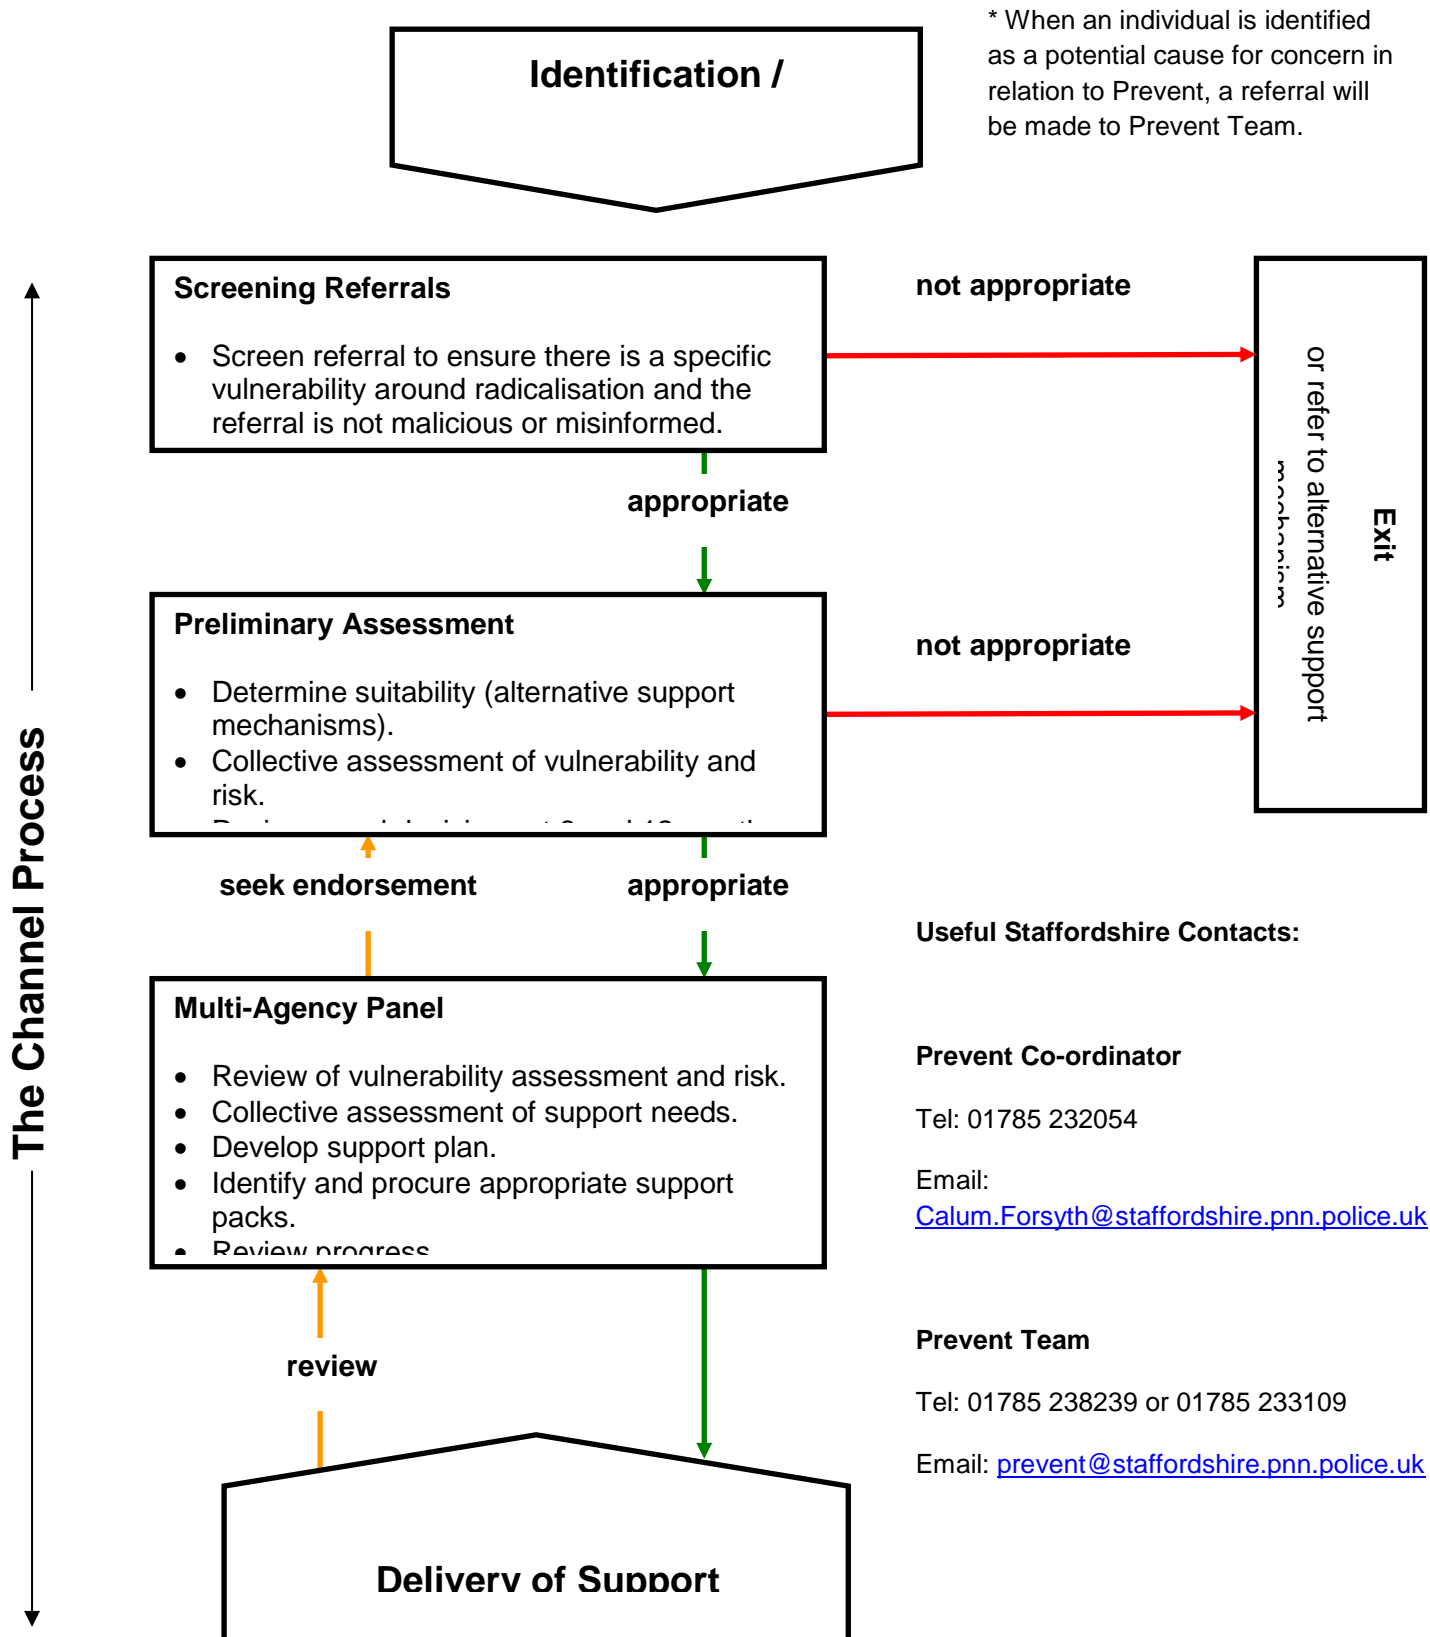 * When an individual is identified
as a potential cause for concern in
relation to Prevent, a referral will
be made to Prevent Team.
Identification /
The Channel Process
Screening Referrals
• Screen referral to ensure there is a specific
vulnerability around radicalisation and the
referral is not malicious or misinformed.
not appropriate
Exit
or refer to alternative support
mechanism
appropriate
Preliminary Assessment
• Determine suitability (alternative support
mechanisms).
• Collective assessment of vulnerability and
risk.
not appropriate
seek endorsement
appropriate
Multi-Agency Panel
• Review of vulnerability assessment and risk.
• Collective assessment of support needs.
• Develop support plan.
• Identify and procure appropriate support
packs.
• Review progress
review
Delivery of Support
Useful Staffordshire Contacts:
Prevent Co-ordinator
Tel: 01785 232054
Email:
Calum.Forsyth@staffordshire.pnn.police.uk
Prevent Team
Tel: 01785 238239 or 01785 233109
Email: prevent@staffordshire.pnn.police.uk